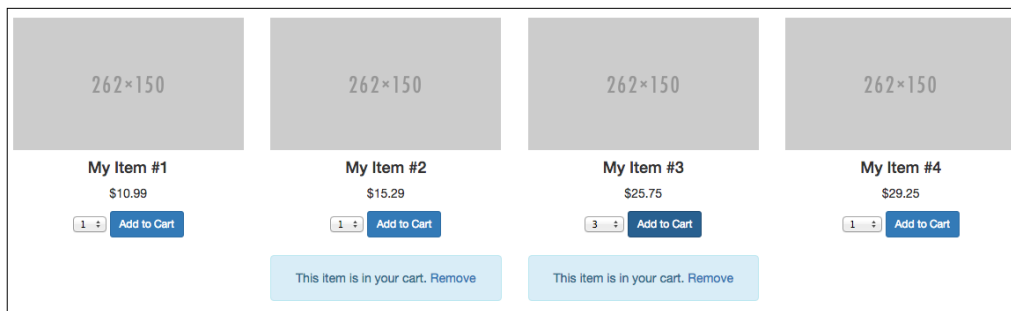 262×150
262×150
262×150
262×150
My Item #1
My Item #2
My Item #3
My Item #4
$10.99
$15.29
$25.75
$29.25
1 Add to Cart
1 Add to Cart
3 Add to Cart
1 Add to Cart
This item is in your cart. Remove
This item is in your cart. Remove